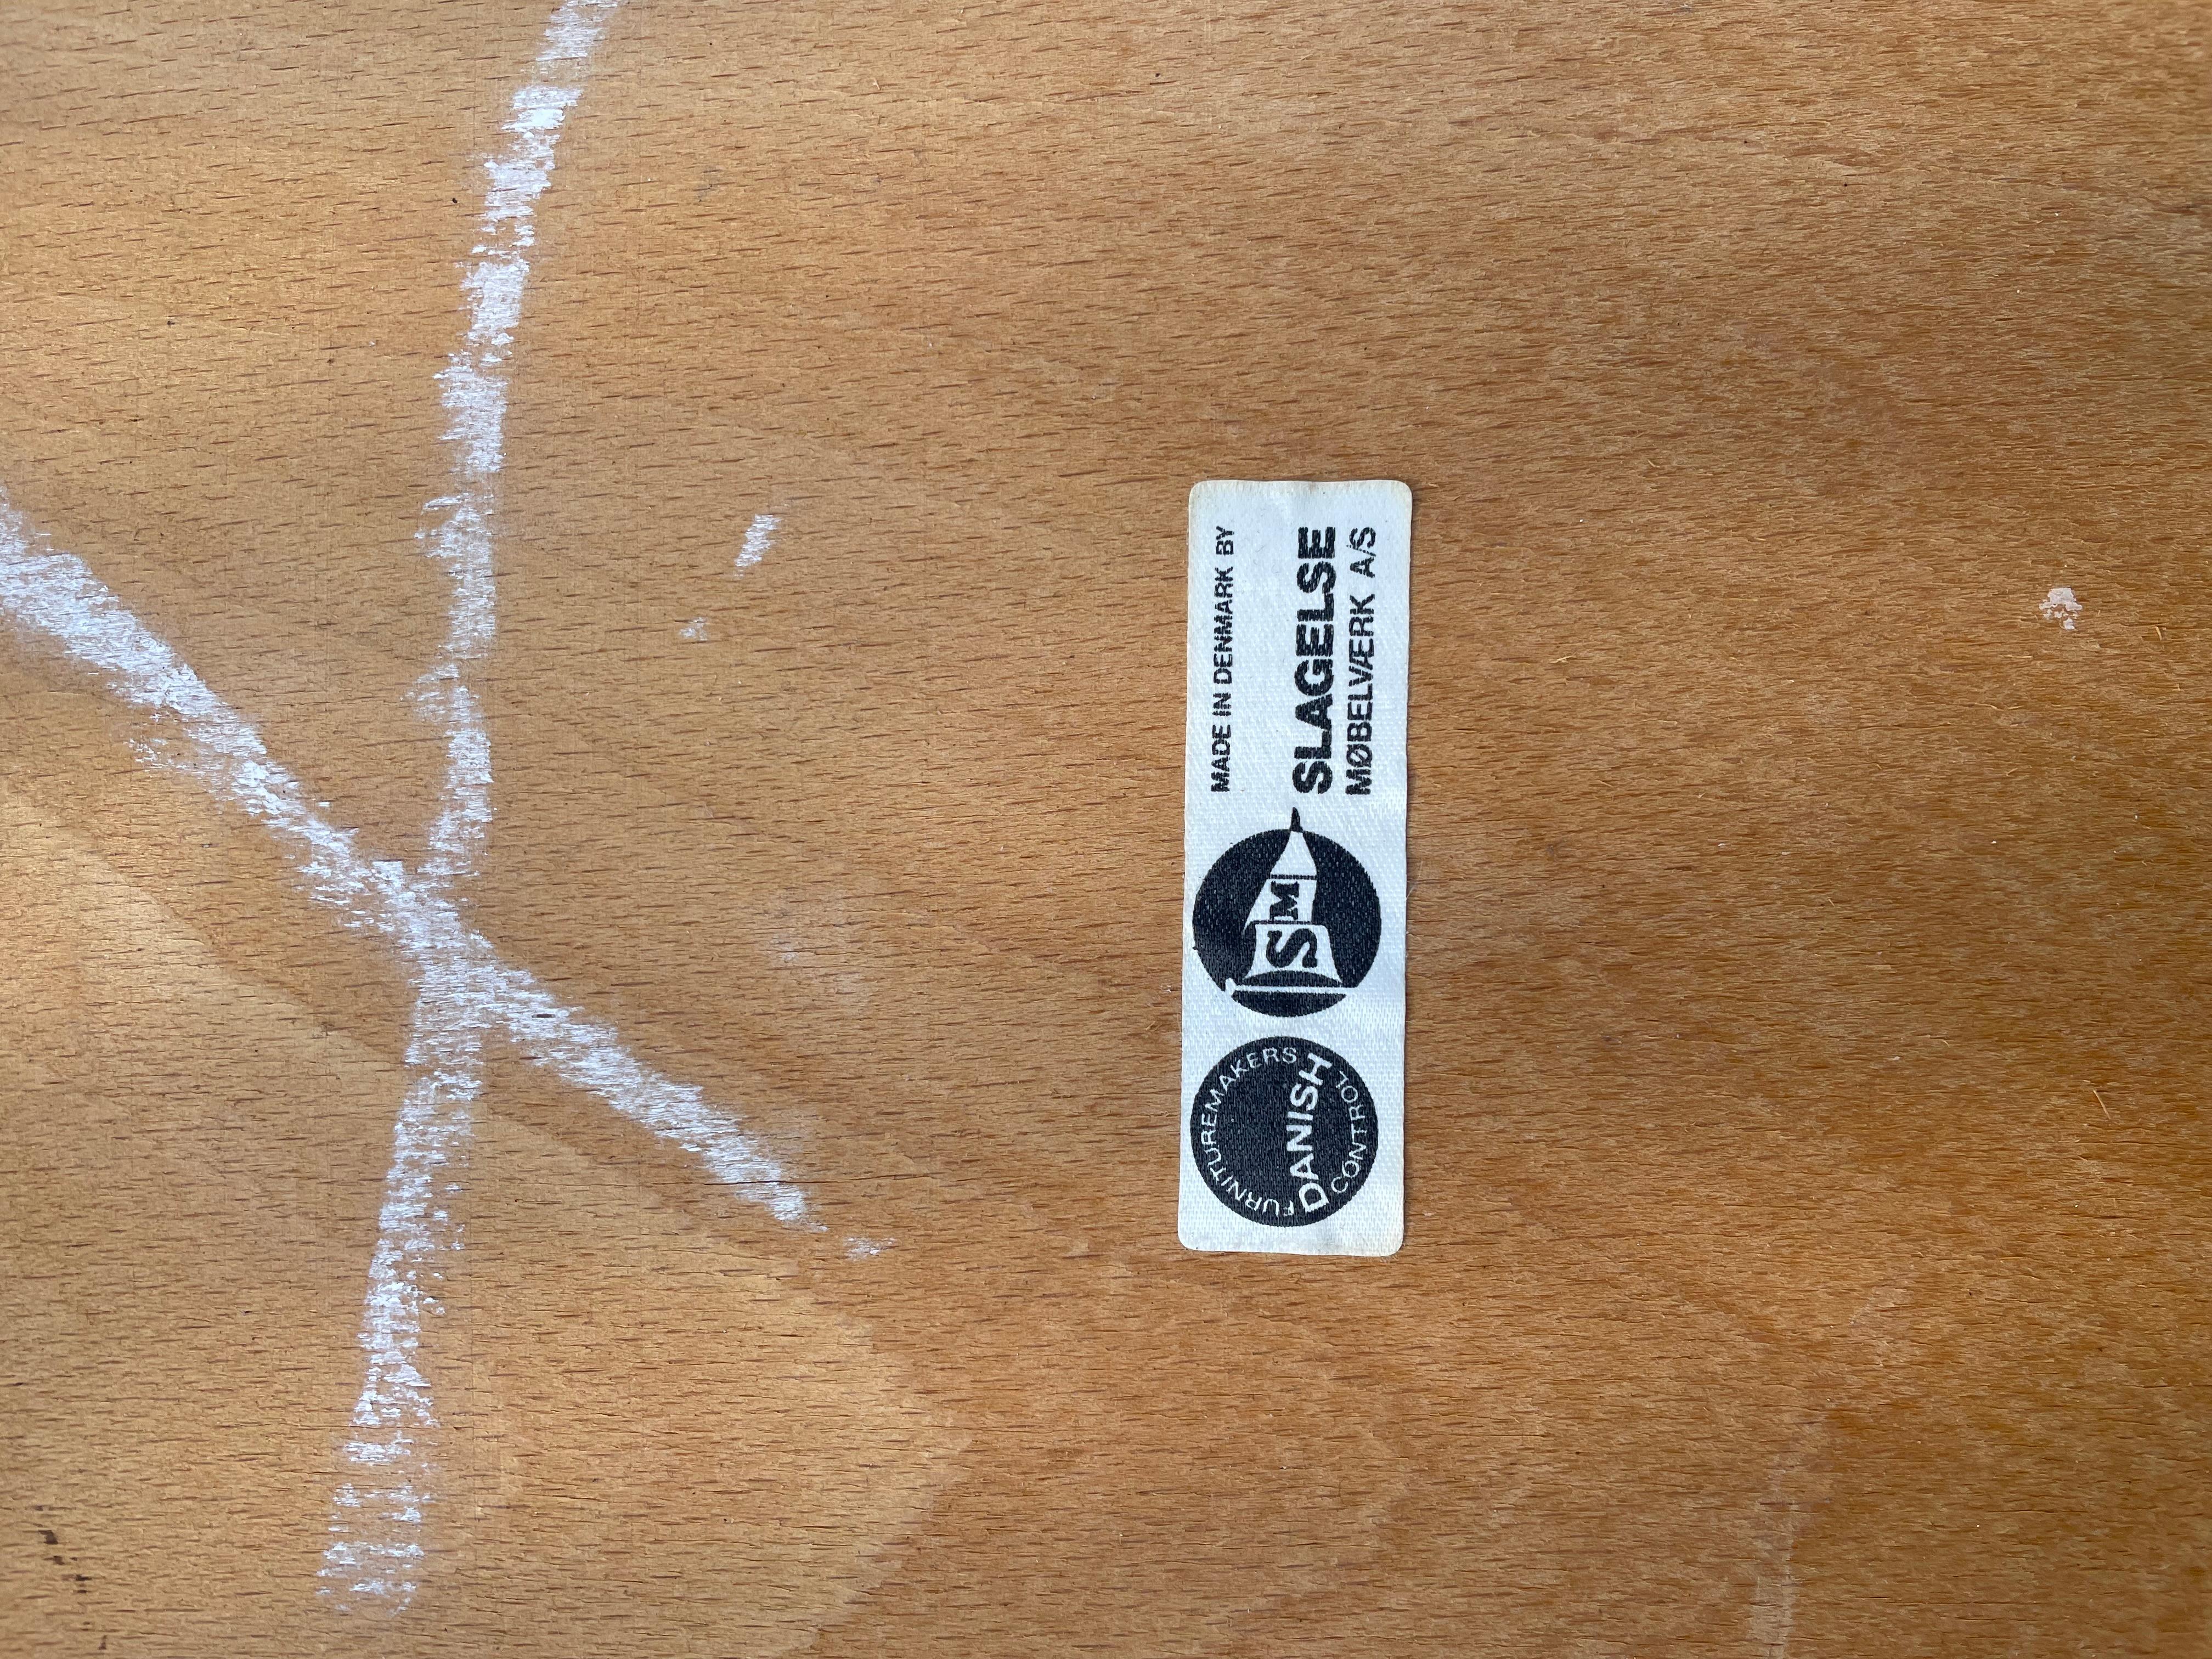 FURNITUREMAKERS
DANISH
CONTROL
SM
MADE IN DENMARK BY
SLAGELSE
MØBELVÆRK A/S